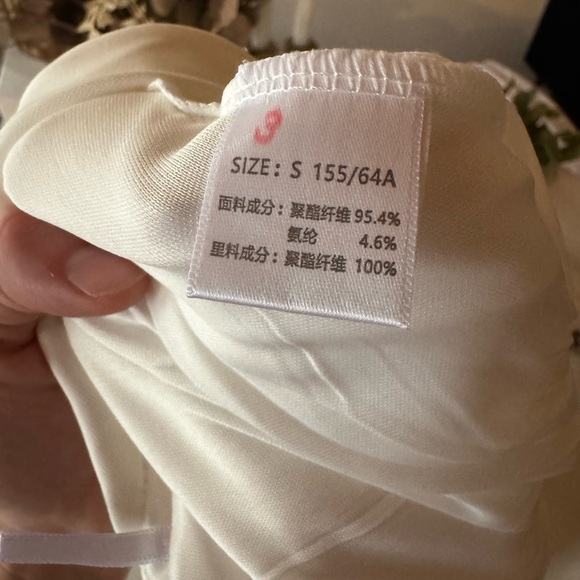 3
SIZE: S 155/64A
面料成分：聚酯纤维 95.4%
氨纶 4.6%
里料成分：聚酯纤维 100%